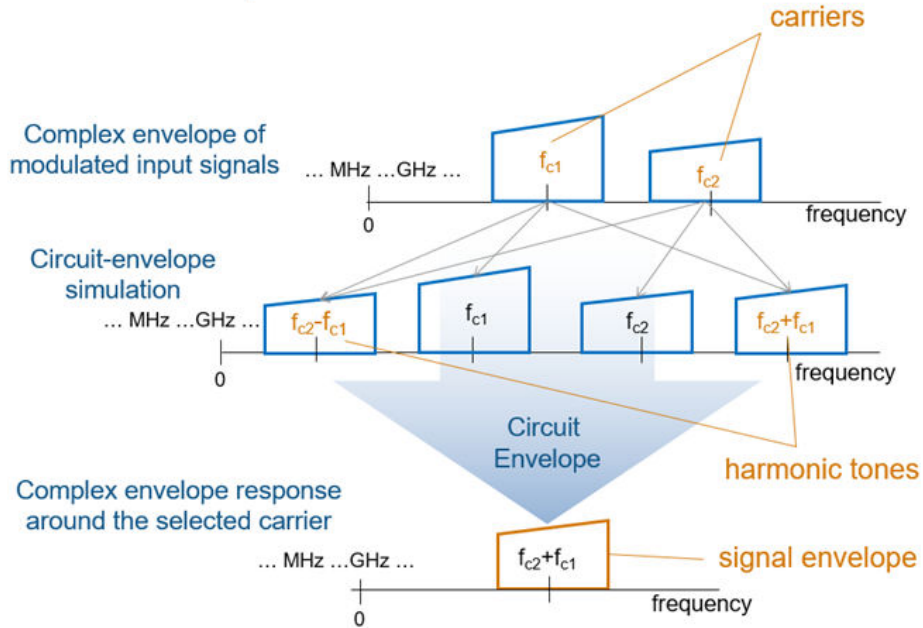 carriers
Complex envelope of
modulated input signals
... MHz ...GHz ...
f_c1
f_c2
0
frequency
Circuit-envelope
simulation
... MHz ...GHz ...
f_c2-f_c1
f_c1
f_c2
f_c2+f_c1
0
frequency
Circuit
Envelope
harmonic tones
Complex envelope response
around the selected carrier
... MHz ...GHz ...
f_c2+f_c1
signal envelope
0
frequency